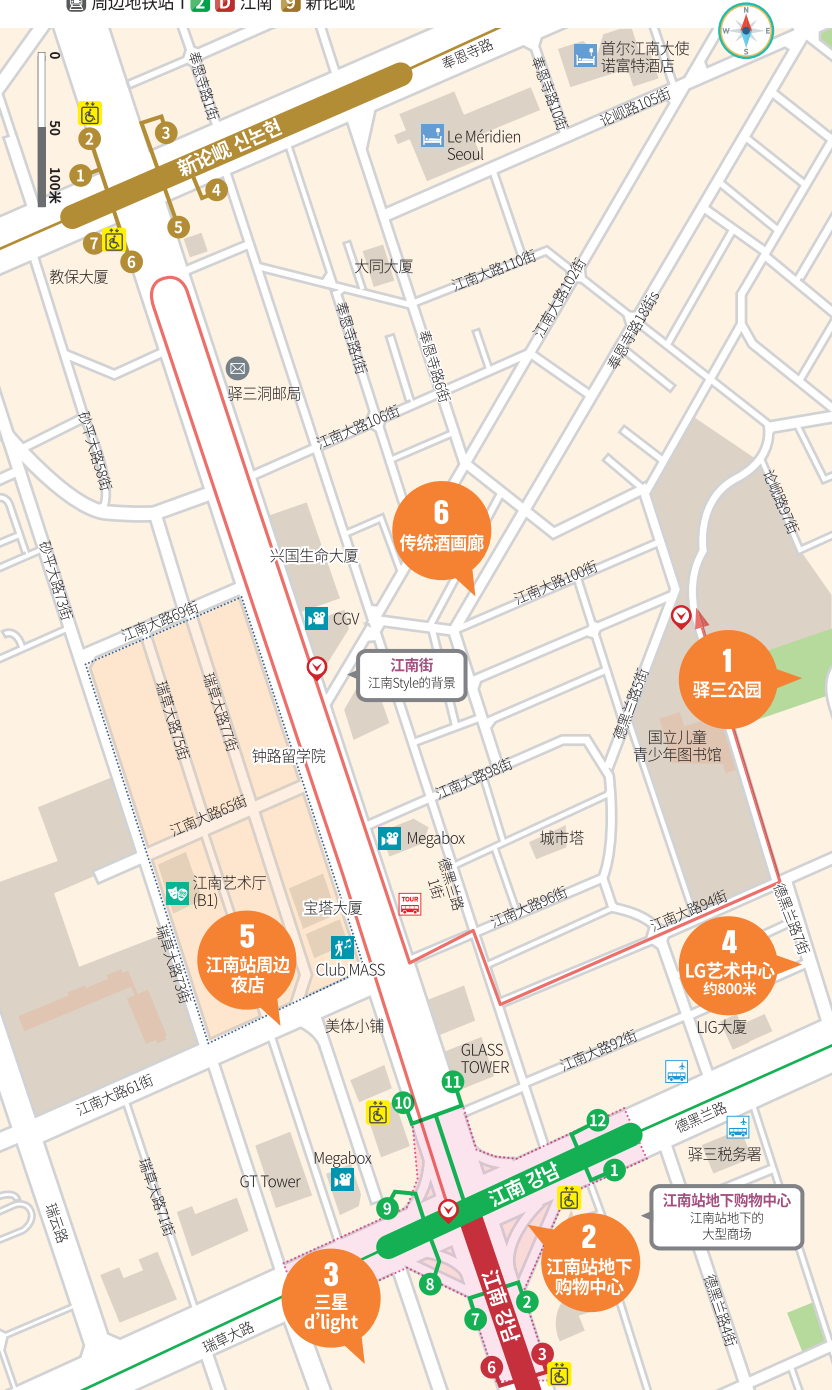 周边地铁站 | 2 D 江南 9 新论岘
N
W E
S
0
50
100米
奉恩寺路
首尔江南大使
诺富特酒店
奉恩寺路1街
奉恩寺路10街
论岘路105街
Le Méridien
Seoul
新论岘 신논현
2
3
1
4
5
7
6
教保大厦
大同大厦
江南大路110街
江南大路102街
奉恩寺路4街
奉恩寺路6街
奉恩寺路18街s
驿三洞邮局
江南大路106街
砂平大路58街
论岘路97街
6
传统酒画廊
兴国生命大厦
砂平大路73街
江南大路100街
江南大路69街
CGV
江南街
江南Style的背景
1
驿三公园
瑞草大路75街
瑞草大路77街
德黑兰路5街
国立儿童
青少年图书馆
钟路留学院
江南大路98街
江南大路65街
Megabox
城市塔
江南艺术厅
(B1)
德黑兰路
1街
TOUR
宝塔大厦
江南大路96街
江南大路94街
德黑兰路7街
5
江南站周边
夜店
瑞草大路73街
Club MASS
4
LG艺术中心
约800米
美体小铺
LIG大厦
GLASS
TOWER
江南大路92街
江南大路61街
11
10
12
德黑兰路
驿三税务署
Megabox
GT Tower
瑞草大路71街
江南 강남
1
9
瑞云路
江南站地下购物中心
江南站地下的
大型商场
2
江南站地下
购物中心
3
三星
d'light
8
江南 강남
2
7
德黑兰路4街
瑞草大路
3
6